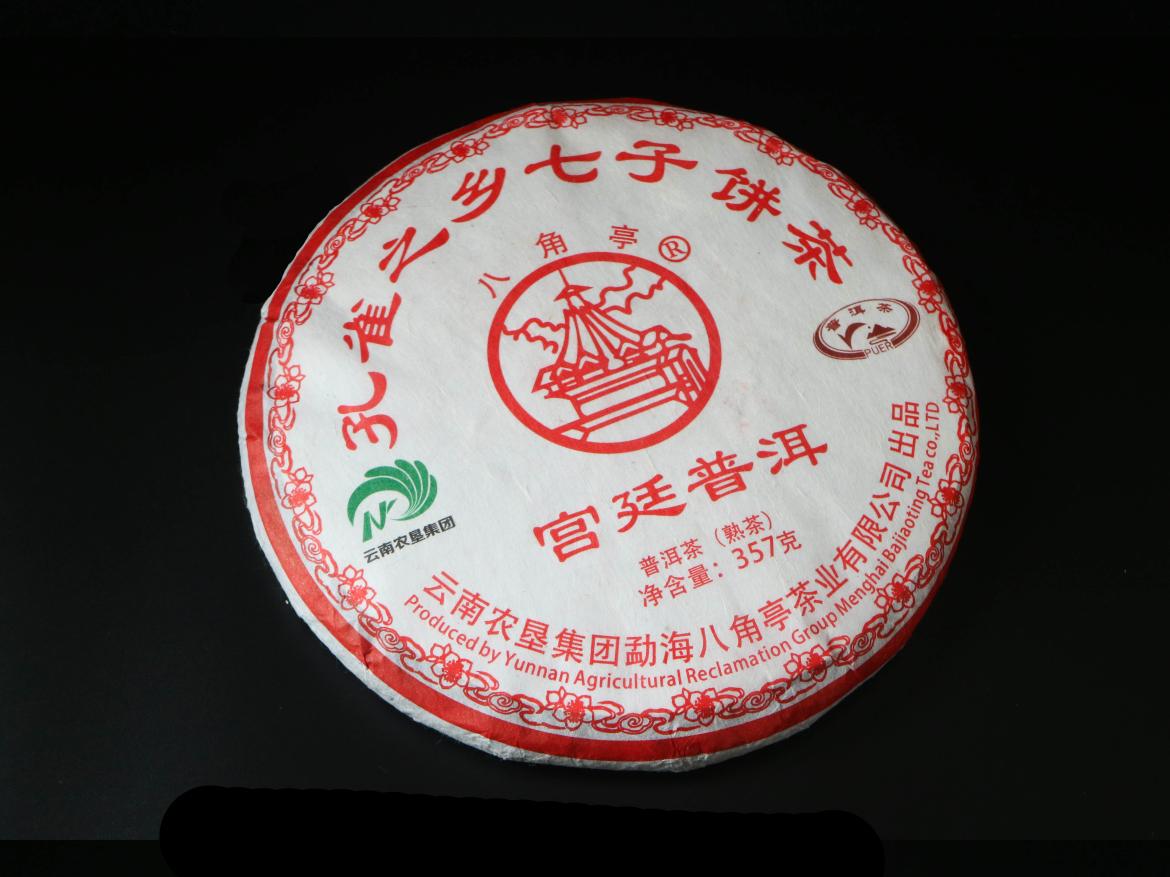 孔雀之乡七子饼茶
八角亭®
普洱茶
PUER
宫廷普洱
普洱茶（熟茶）
净含量：357克
云南农垦集团
云南农垦集团勐海八角亭茶业有限公司 出品
Produced by Yunnan Agricultural Reclamation Group Menghai Bajiaoting Tea co.,LTD